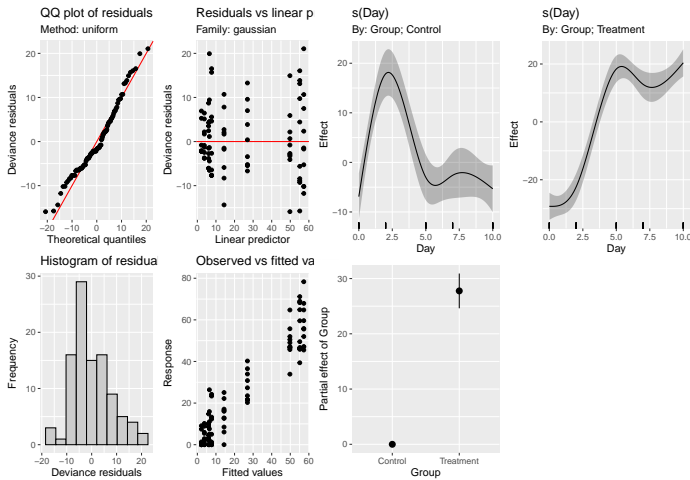 QQ plot of residuals
Method: uniform
Deviance residuals
20
10
0
−10
−20
−10
0
10
20
Theoretical quantiles
Residuals vs linear p
Family: gaussian
Deviance residuals
20
10
0
−10
0
10
20
30
40
50
60
Linear predictor
s(Day)
By: Group; Control
Effect
20
10
0
−10
0.0
2.5
5.0
7.5
10.0
Day
s(Day)
By: Group; Treatment
Effect
20
0
−20
0.0
2.5
5.0
7.5
10.0
Day
Histogram of residua
Frequency
30
20
10
0
−20
−10
0
10
20
Deviance residuals
Observed vs fitted va
Response
80
60
40
20
0
0
10
20
30
40
50
60
Fitted values
Partial effect of Group
30
20
10
0
Control
Treatment
Group